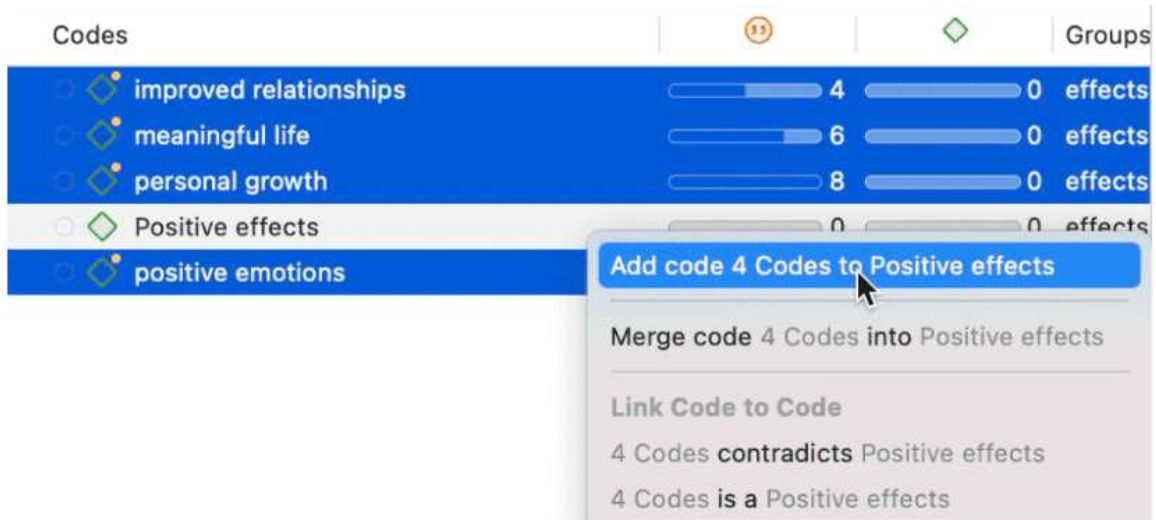 Codes Groups
improved relationships 4 0 effects
meaningful life 6 0 effects
personal growth 8 0 effects
Positive effects 0 0 effects
positive emotions
Add code 4 Codes to Positive effects
Merge code 4 Codes into Positive effects
Link Code to Code
4 Codes contradicts Positive effects
4 Codes is a Positive effects